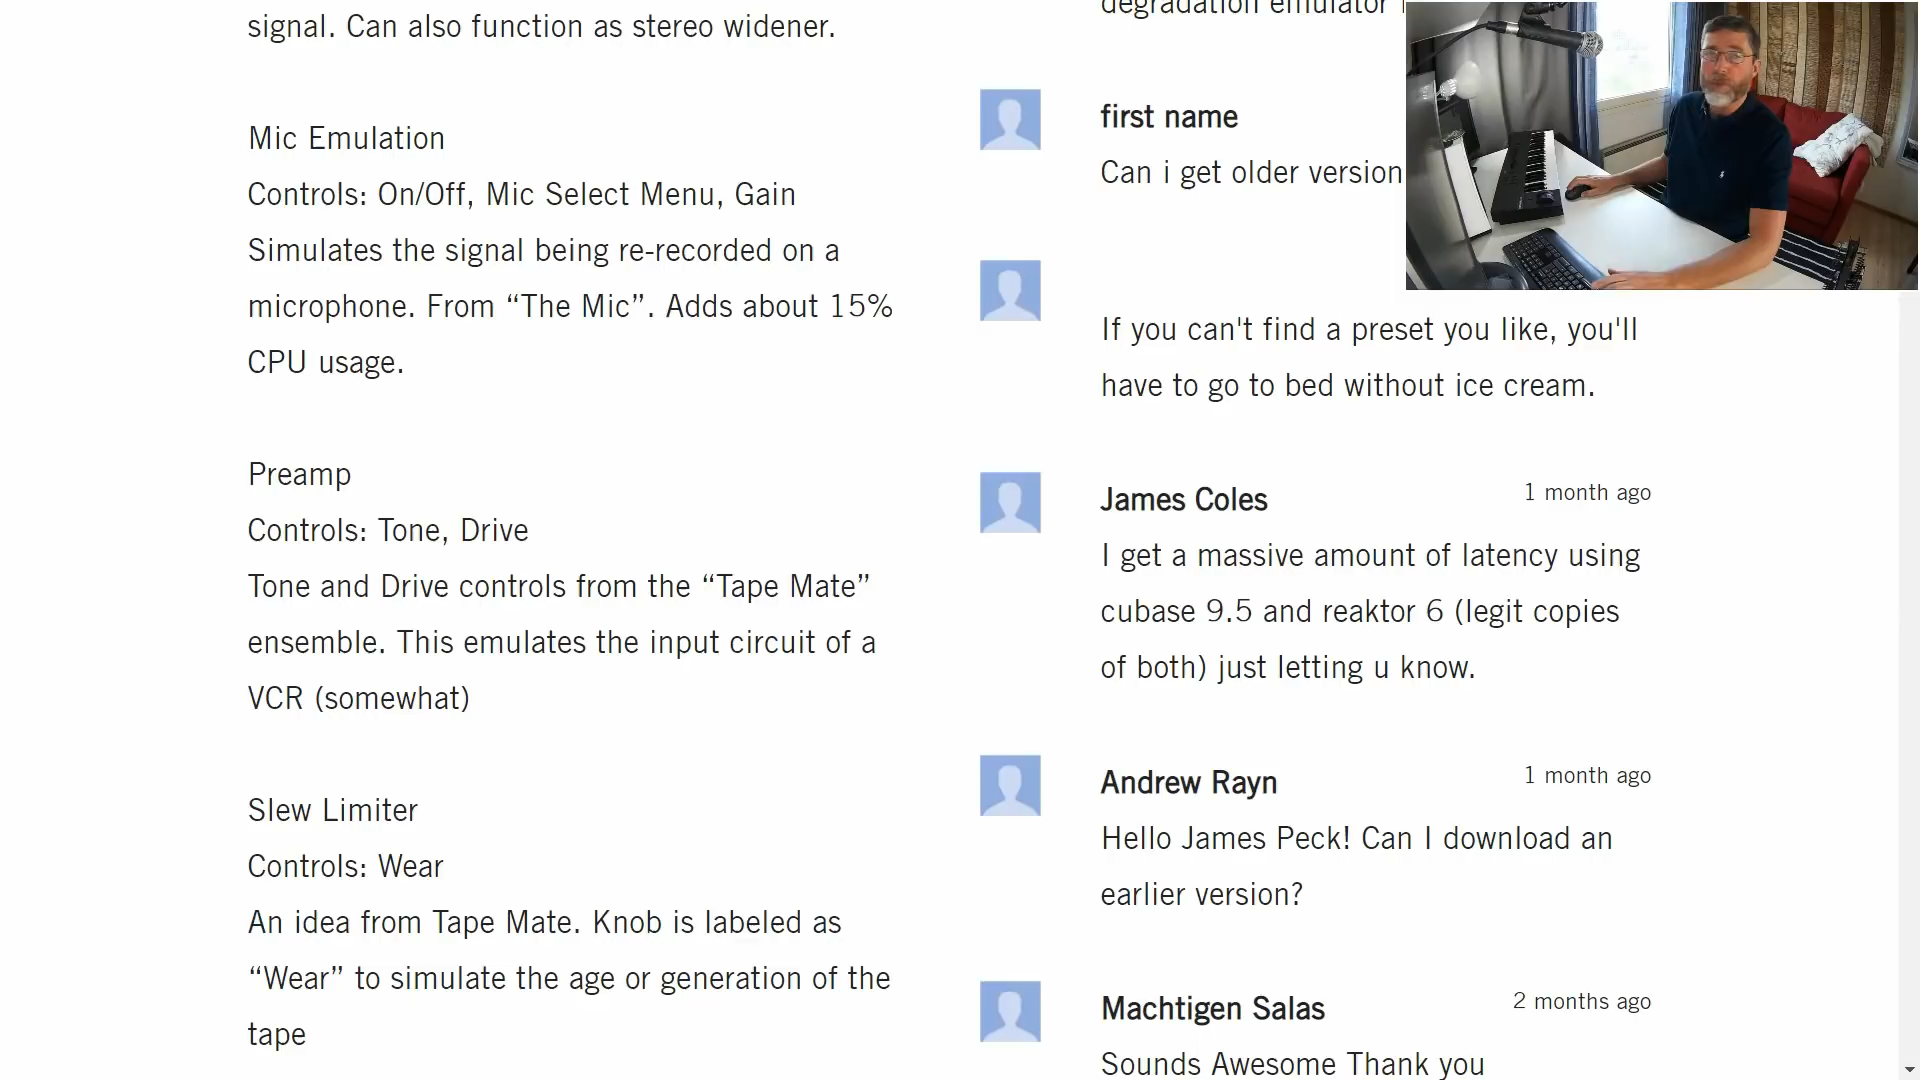 signal. Can also function as stereo widener.
Mic Emulation
Controls: On/Off, Mic Select Menu, Gain
Simulates the signal being re-recorded on a
microphone. From “The Mic”. Adds about 15%
CPU usage.
Preamp
Controls: Tone, Drive
Tone and Drive controls from the “Tape Mate”
ensemble. This emulates the input circuit of a
VCR (somewhat)
Slew Limiter
Controls: Wear
An idea from Tape Mate. Knob is labeled as
“Wear” to simulate the age or generation of the
tape
degradation emulator
first name
Can i get older version
If you can't find a preset you like, you'll
have to go to bed without ice cream.
James Coles
1 month ago
I get a massive amount of latency using
cubase 9.5 and reaktor 6 (legit copies
of both) just letting u know.
Andrew Rayn
1 month ago
Hello James Peck! Can I download an
earlier version?
Machtigen Salas
2 months ago
Sounds Awesome Thank you